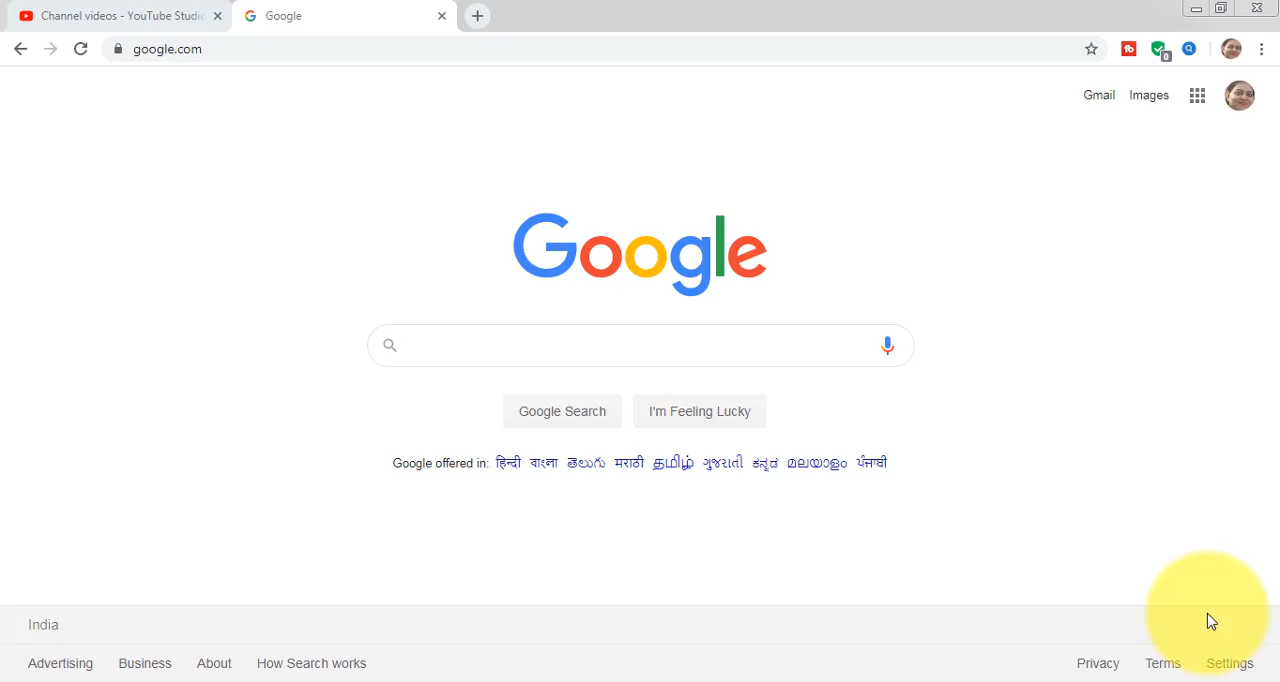 Channel videos - YouTube Studi
Google
google.com
0
Gmail Images
Google
Google Search I'm Feeling Lucky
Google offered in: हिन्दी বাংলা తెలుగు मराठी தமிழ் ગુજરાતી ಕನ್ನಡ മലയാളം ਪੰਜਾਬੀ
India
Advertising Business About How Search works Privacy Terms Settings